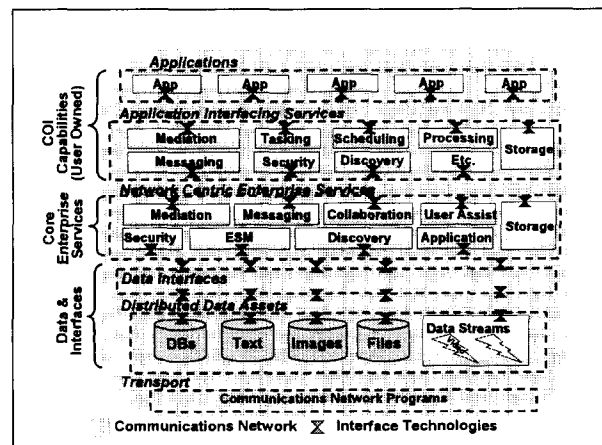 Applications
App App App App App
Application Interfacing Services
Mediation Tasking Scheduling Processing Storage
Messaging Security Discovery Etc.
Network Centric Enterprise Services
Mediation Messaging Collaboration User Assist Storage
Security ESM Discovery Application
Data Interfaces
Distributed Data Assets
DBs Text Images Files Data Streams
Transport
Communications Network Programs
Communications Network Interface Technologies
COI
Capabilities
(User Owned)
Core
Enterprise
Services
Data &
Interfaces